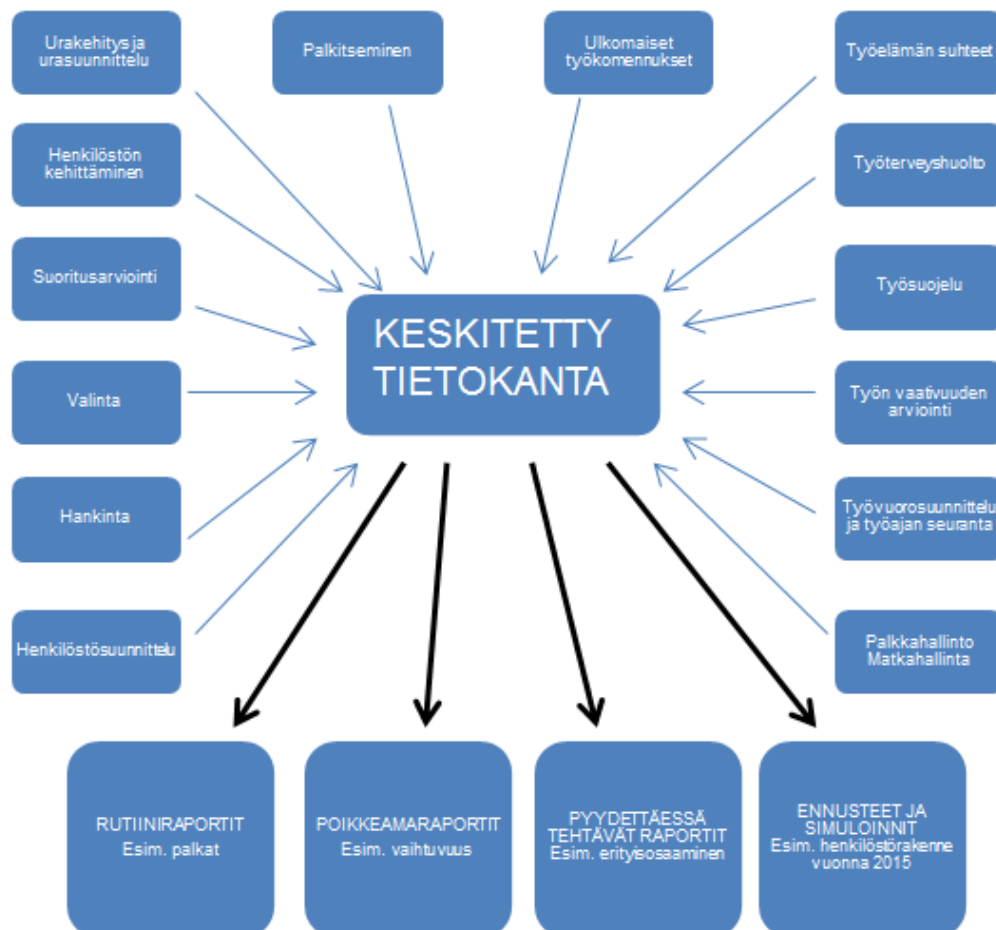 Urakehitys ja
urasuunnittelu
Palkitseminen
Ulkomaiset
työkomennukset
Työelämän suhteet
Henkilöstön
kehittäminen
Työterveyshuolto
Suoritusarviointi
Työsuojelu
KESKITETTY
TIETOKANTA
Valinta
Työn vaativuuden
arviointi
Hankinta
Työvuorosuunnittelu
ja työajan seuranta
Henkilöstösuunnittelu
Palkkahallinto
Matkahallinta
RUTIINIRAPORTIT
Esim. palkat
POIKKEAMARAPORTIT
Esim. vaihtuvuus
PYYDETTÄESSÄ
TEHTÄVÄT RAPORTIT
Esim. erityisosaaminen
ENNUSTEET JA
SIMULOINNIT
Esim. henkilöstörakenne
vuonna 2015